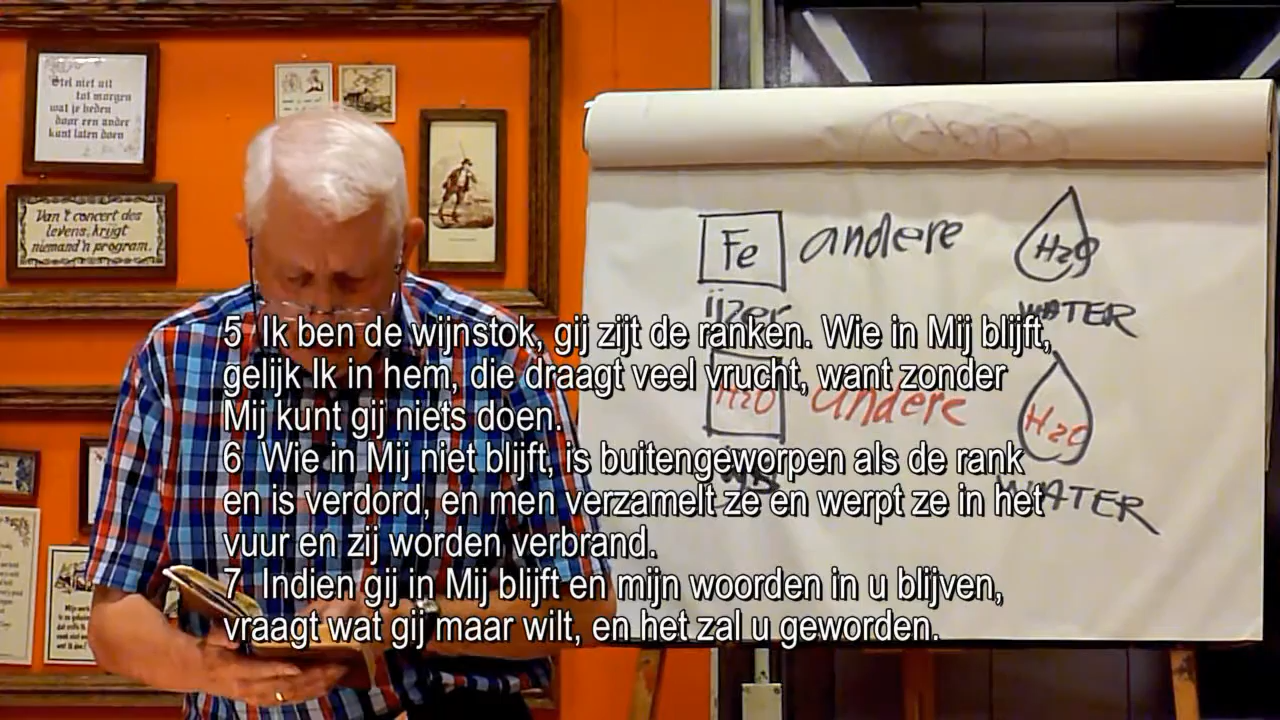 Stel niet uit
tot morgen
wat je heden
door een ander
kunt laten doen
Van 't concert des
levens, krijgt
niemand 'n program.
Fe andere H2O
ijzer WATER
H2O andere H2O
WATER
5 Ik ben de wijnstok, gij zijt de ranken. Wie in Mij blijft,
gelijk Ik in hem, die draagt veel vrucht, want zonder
Mij kunt gij niets doen.
6 Wie in Mij niet blijft, is buitengeworpen als de rank
en is verdord, en men verzamelt ze en werpt ze in het
vuur en zij worden verbrand.
7 Indien gij in Mij blijft en mijn woorden in u blijven,
vraagt wat gij maar wilt, en het zal u geworden.